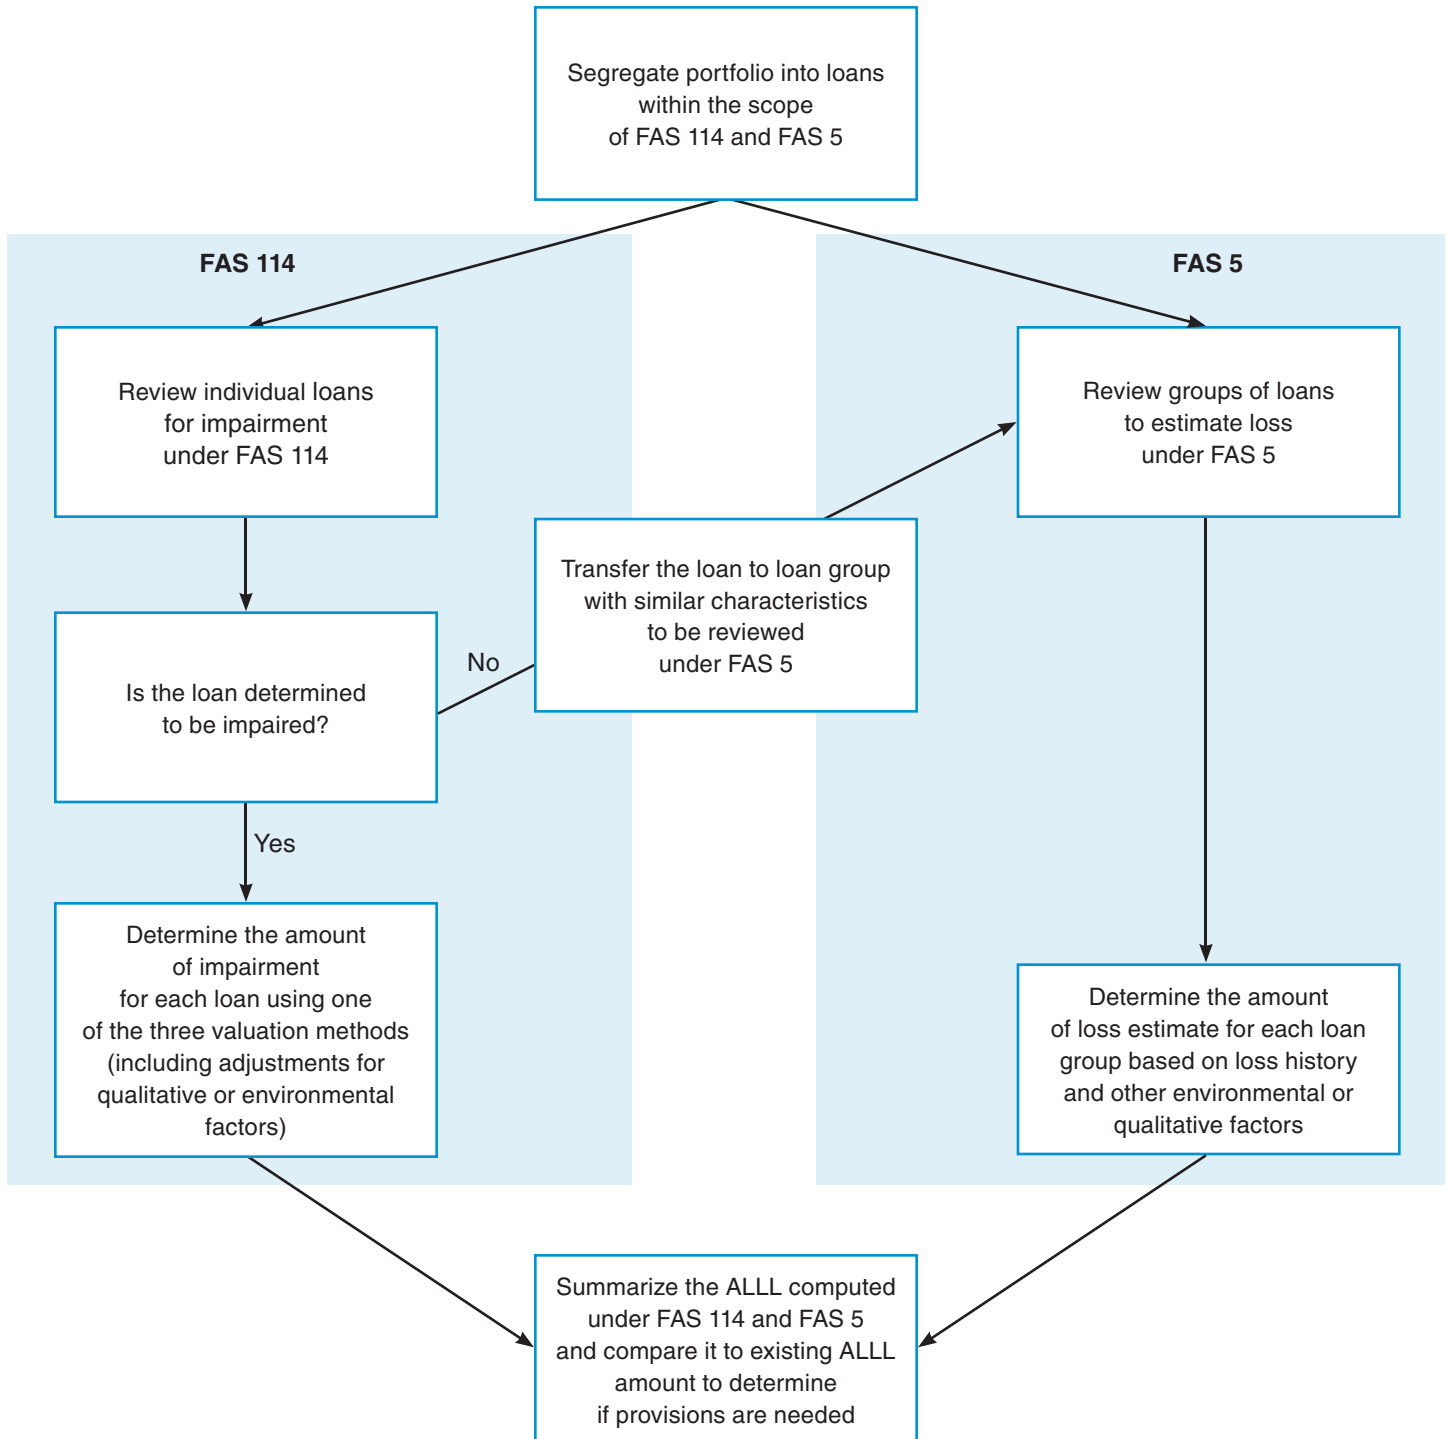 Segregate portfolio into loans
within the scope
of FAS 114 and FAS 5
FAS 114
FAS 5
Review individual loans
for impairment
under FAS 114
Review groups of loans
to estimate loss
under FAS 5
Transfer the loan to loan group
with similar characteristics
to be reviewed
under FAS 5
No
Is the loan determined
to be impaired?
Yes
Determine the amount
of impairment
for each loan using one
of the three valuation methods
(including adjustments for
qualitative or environmental
factors)
Determine the amount
of loss estimate for each loan
group based on loss history
and other environmental or
qualitative factors
Summarize the ALLL computed
under FAS 114 and FAS 5
and compare it to existing ALLL
amount to determine
if provisions are needed